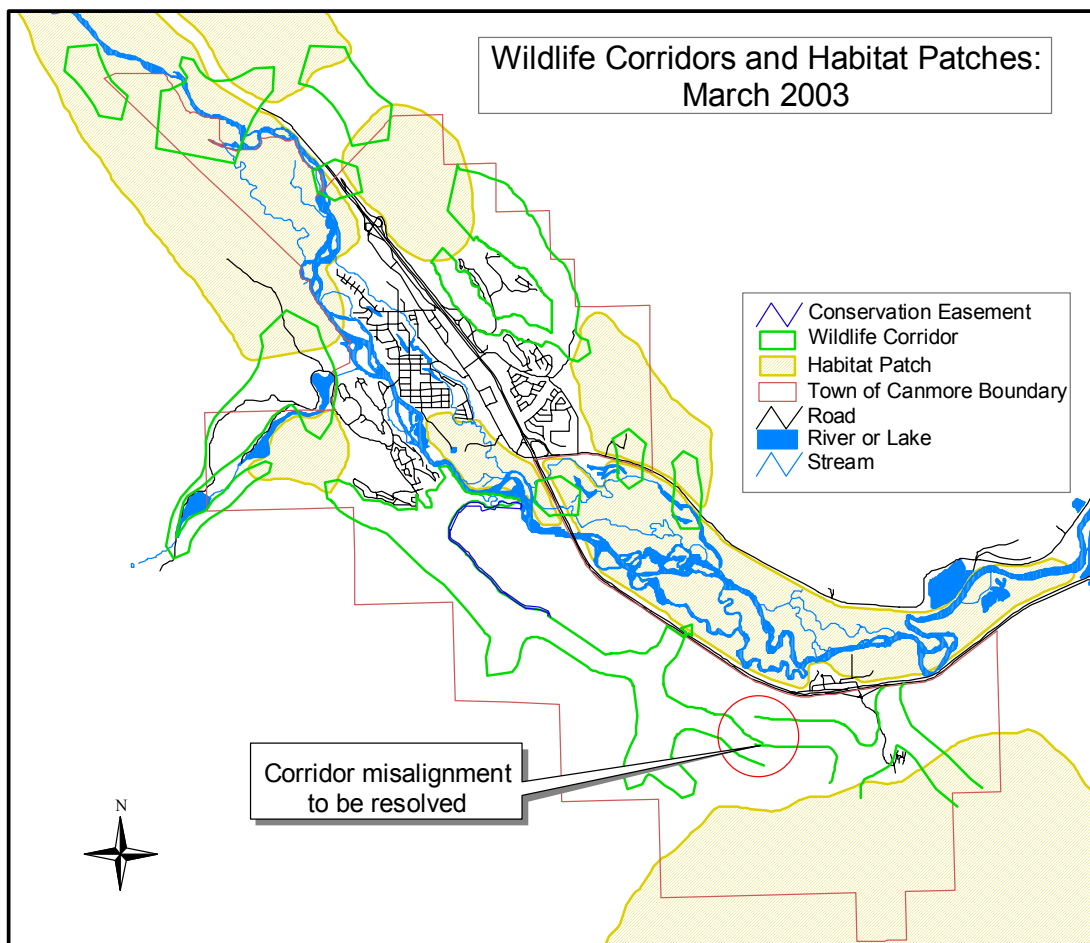 Wildlife Corridors and Habitat Patches:
March 2003
Conservation Easement
Wildlife Corridor
Habitat Patch
Town of Canmore Boundary
Road
River or Lake
Stream
Corridor misalignment
to be resolved
N